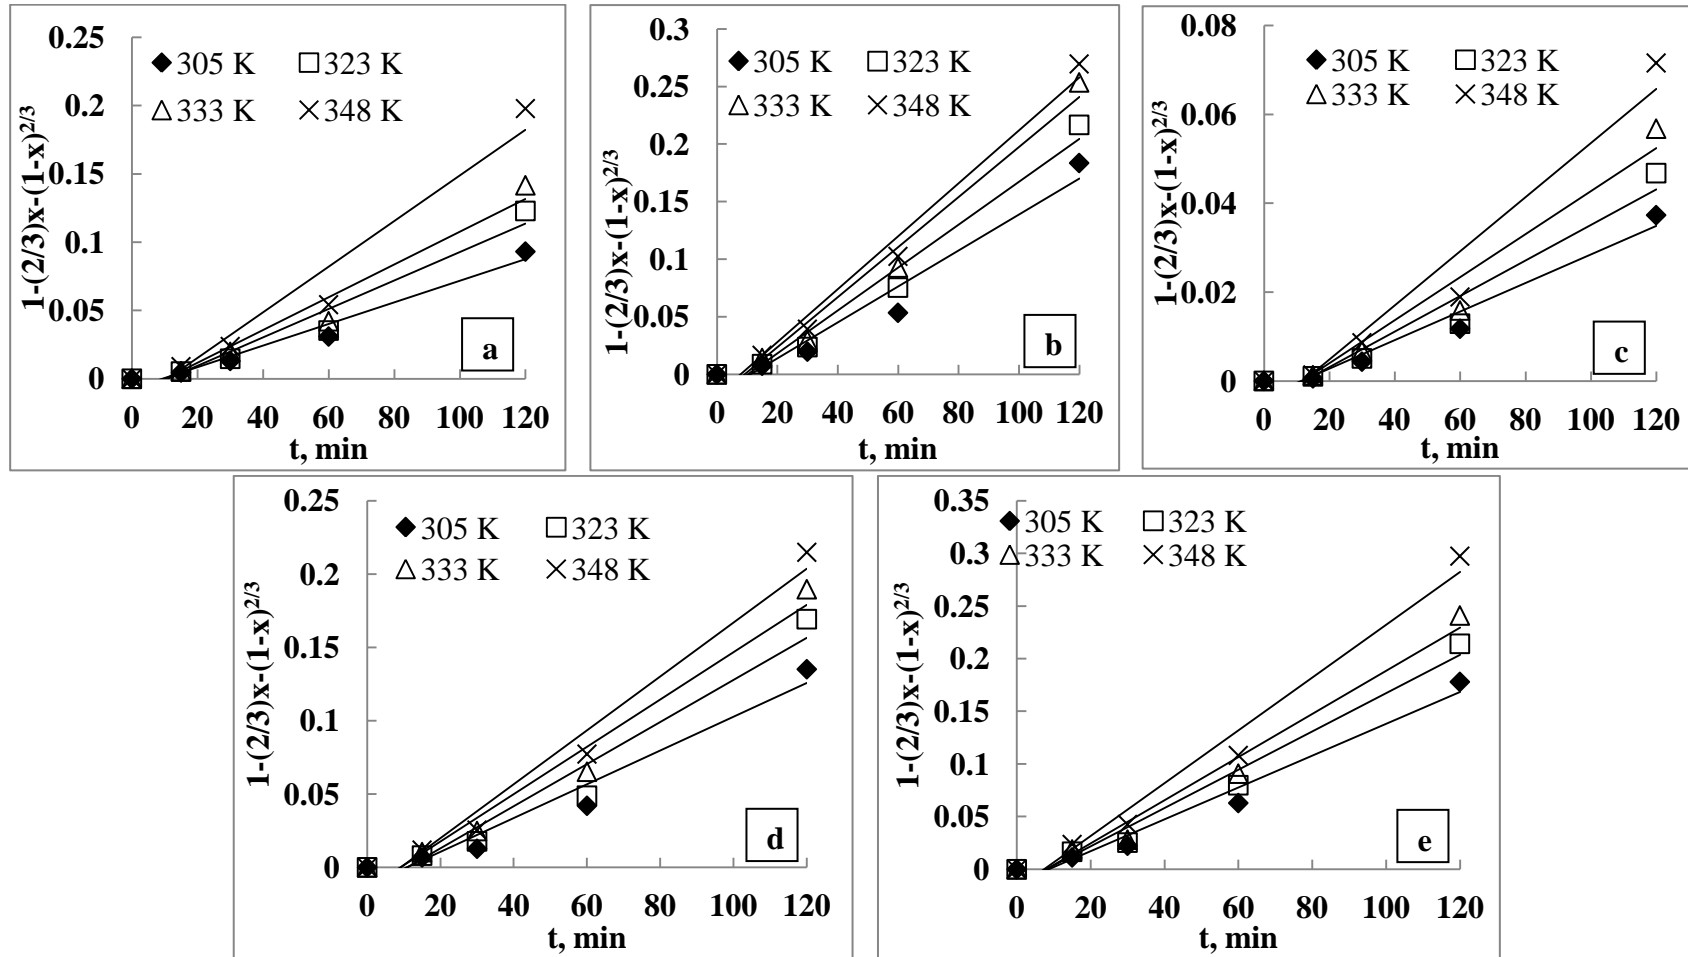 1-(2/3)x-(1-x)^2/3
0.25
0.2
0.15
0.1
0.05
0
305 K 323 K
333 K 348 K
a
0 20 40 60 80 100 120
t, min
1-(2/3)x-(1-x)^2/3
0.3
0.25
0.2
0.15
0.1
0.05
0
305 K 323 K
333 K 348 K
b
0 20 40 60 80 100 120
t, min
1-(2/3)x-(1-x)^2/3
0.08
0.06
0.04
0.02
0
305 K 323 K
333 K 348 K
c
0 20 40 60 80 100 120
t, min
1-(2/3)x-(1-x)^2/3
0.25
0.2
0.15
0.1
0.05
0
305 K 323 K
333 K 348 K
d
0 20 40 60 80 100 120
t, min
1-(2/3)x-(1-x)^2/3
0.35
0.3
0.25
0.2
0.15
0.1
0.05
0
305 K 323 K
333 K 348 K
e
0 20 40 60 80 100 120
t, min